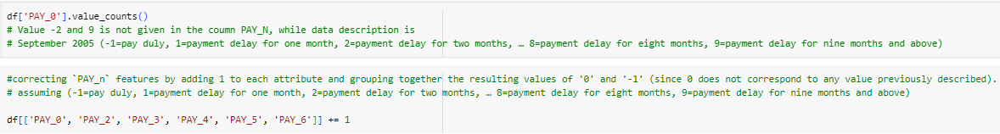 df['PAY_0'].value_counts()
# Value -2 and 9 is not given in the coumn PAY_N, while data description is
# September 2005 (-1=pay duly, 1=payment delay for one month, 2=payment delay for two months, … 8=payment delay for eight months, 9=payment delay for nine months and above)
#correcting `PAY_n` features by adding 1 to each attribute and grouping together the resulting values of '0' and '-1' (since 0 does not correspond to any value previously described).
# assuming (-1=pay duly, 1=payment delay for one month, 2=payment delay for two months, … 8=payment delay for eight months, 9=payment delay for nine months and above)
df[['PAY_0', 'PAY_2', 'PAY_3', 'PAY_4', 'PAY_5', 'PAY_6']] += 1